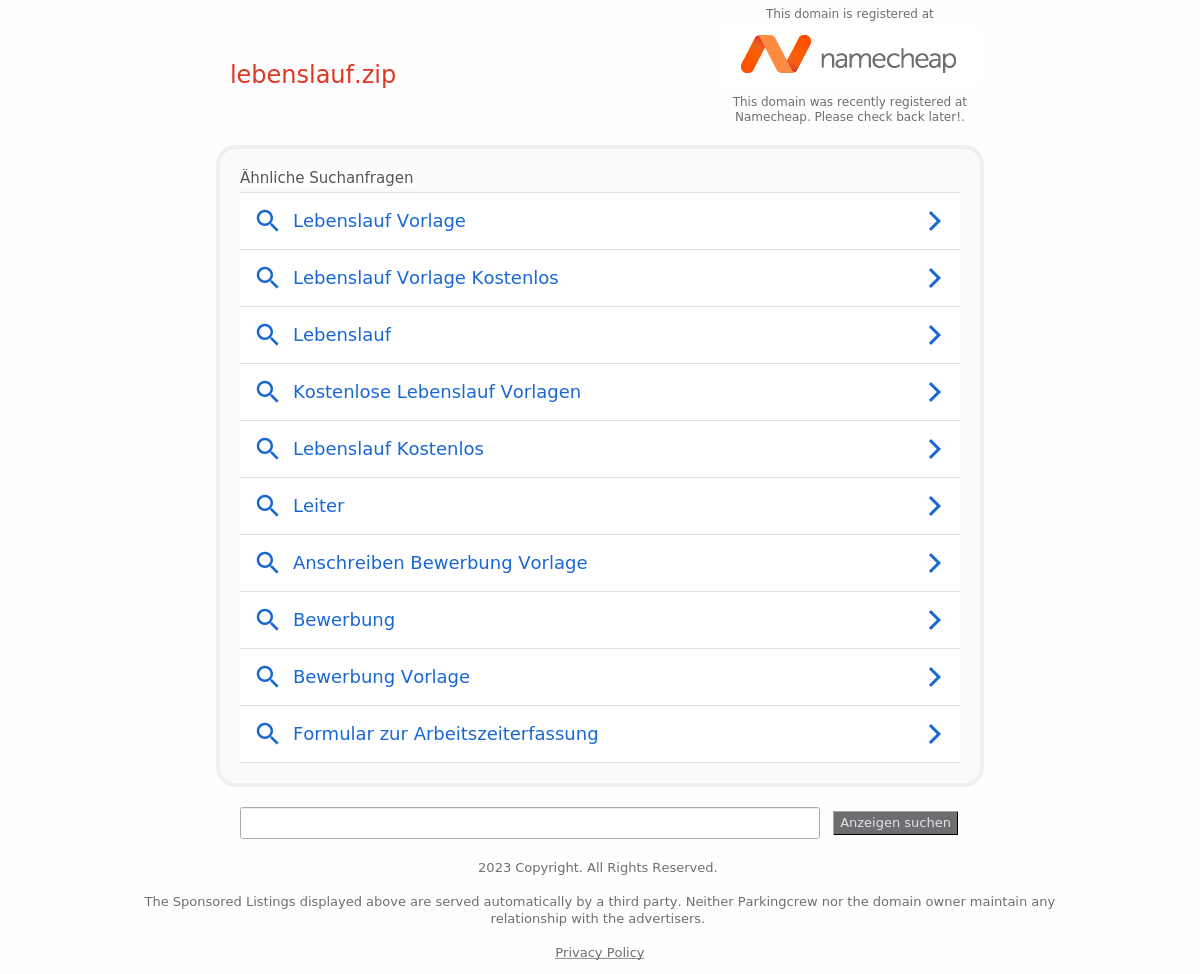 This domain is registered at
namecheap
lebenslauf.zip
This domain was recently registered at
Namecheap. Please check back later!.
Ähnliche Suchanfragen
Lebenslauf Vorlage
Lebenslauf Vorlage Kostenlos
Lebenslauf
Kostenlose Lebenslauf Vorlagen
Lebenslauf Kostenlos
Leiter
Anschreiben Bewerbung Vorlage
Bewerbung
Bewerbung Vorlage
Formular zur Arbeitszeiterfassung
Anzeigen suchen
2023 Copyright. All Rights Reserved.
The Sponsored Listings displayed above are served automatically by a third party. Neither Parkingcrew nor the domain owner maintain any
relationship with the advertisers.
Privacy Policy